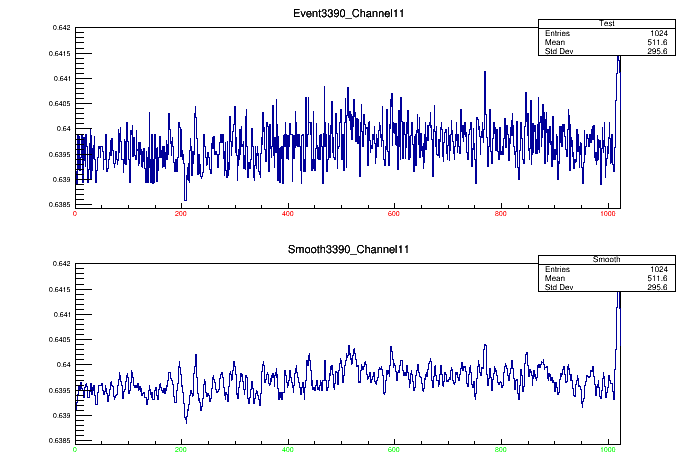 Event3390_Channel11
Test
Entries 1024
Mean 511.6
Std Dev 295.6
0.642
0.6415
0.641
0.6405
0.64
0.6395
0.639
0.6385
0 200 400 600 800 1000
Smooth3390_Channel11
Smooth
Entries 1024
Mean 511.6
Std Dev 295.6
0.642
0.6415
0.641
0.6405
0.64
0.6395
0.639
0.6385
0 200 400 600 800 1000